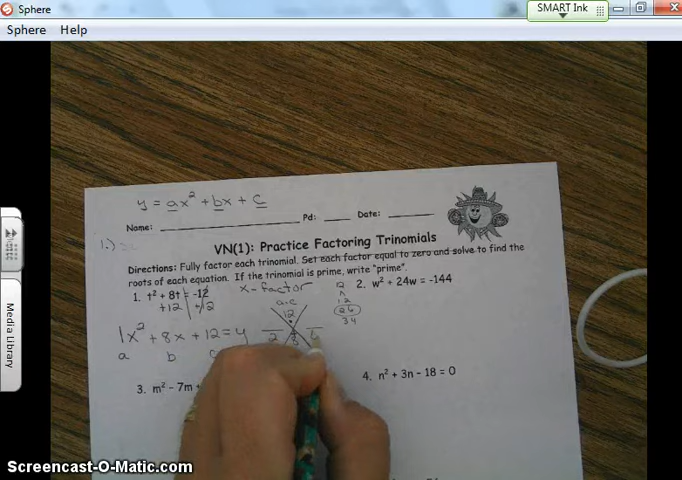 Sphere
SMART Ink
Sphere Help
Media Library
y = ax² + bx + c
Name: Pd: Date:
1.)
VN(1): Practice Factoring Trinomials
Directions: Fully factor each trinomial. Set each factor equal to zero and solve to find the
roots of each equation. If the trinomial is prime, write "prime".
x-factor
1. t² + 8t = -12
2. w² + 24w = -144
+12 +12
a·c
12
12
1 12
2 6
3 4
1x² + 8x + 12 = y
2 8 6
a b c
3. m² - 7m
4. n² + 3n - 18 = 0
Screencast-O-Matic.com